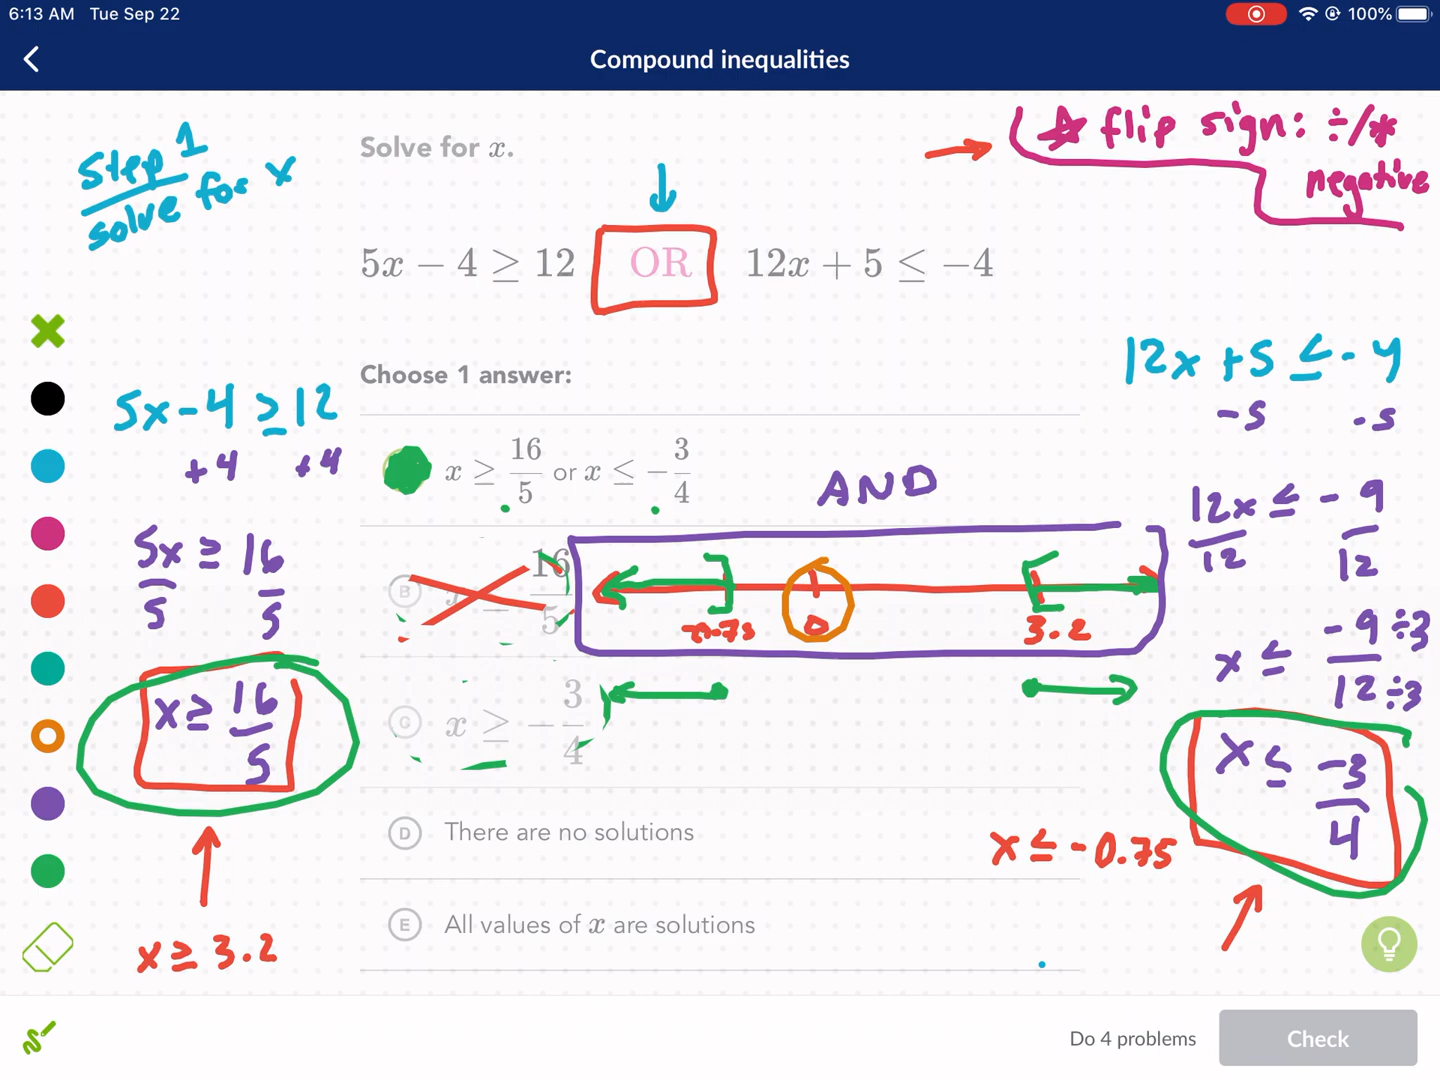 6:13 AM Tue Sep 22 100%
Compound inequalities
Step 1
solve for x
Solve for x.
☆ flip sign: ÷/*
negative
5x − 4 ≥ 12 OR 12x + 5 ≤ −4
Choose 1 answer:
5x-4 ≥ 12
+4 +4
5x ≥ 16
5 5
x ≥ 16/5
x ≥ 3.2
12x +5 ≤ -4
-5 -5
12x ≤ -9
12 12
x ≤ -9÷3
12÷3
x ≤ -3/4
x ≤ -0.75
x ≥ 16/5 or x ≤ −3/4
AND
B 16
5
0 3.2
x ≥ −3/4
D There are no solutions
E All values of x are solutions
Do 4 problems
Check